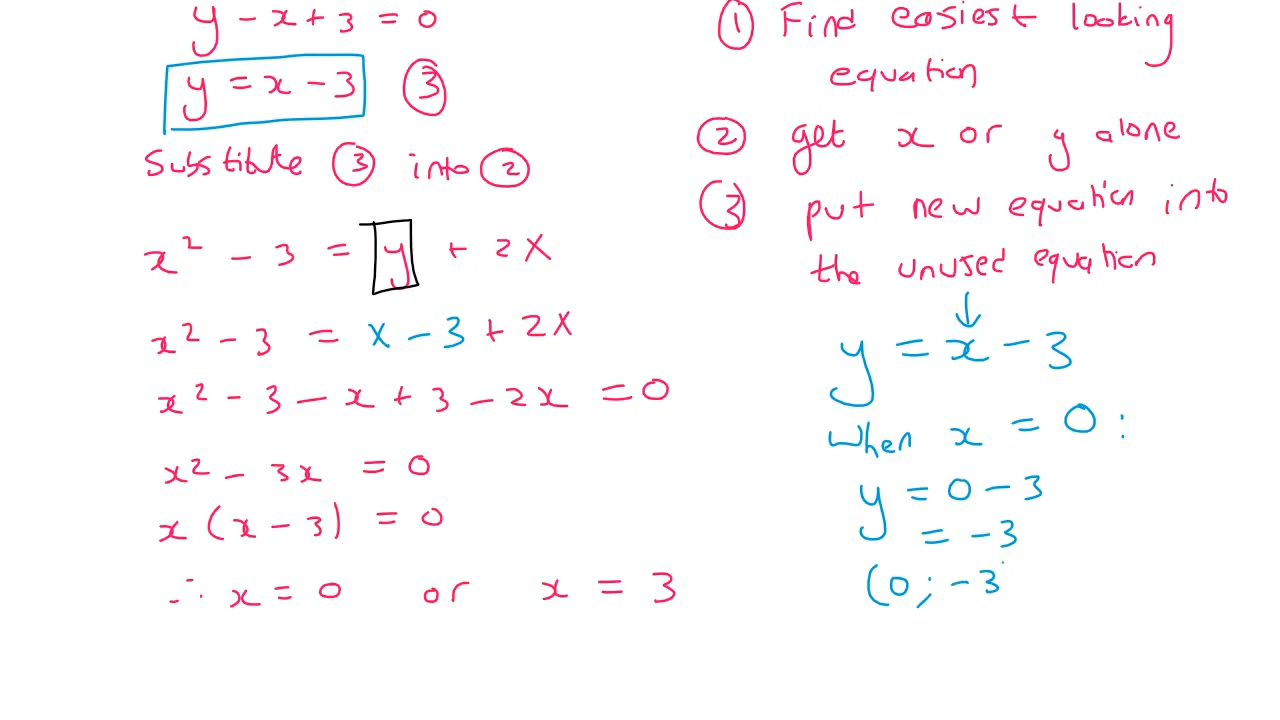 y - x + 3 = 0
y = x - 3 ③
Substitute ③ into ②
x² - 3 = y + 2x
x² - 3 = x - 3 + 2x
x² - 3 - x + 3 - 2x = 0
x² - 3x = 0
x (x - 3) = 0
∴ x = 0 or x = 3
① Find easiest looking
equation
② get x or y alone
③ put new equation into
the unused equation
↓
y = x - 3
when x = 0 :
y = 0 - 3
= -3
(0 ; -3